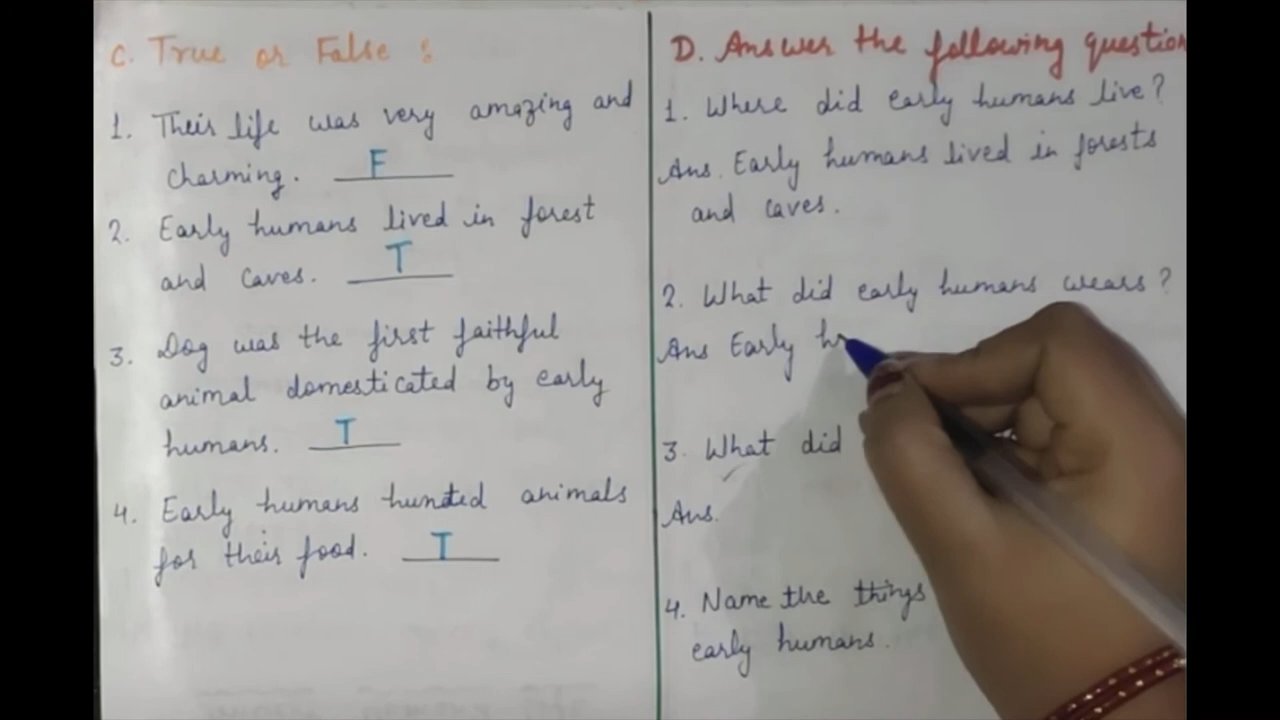 C. True or False :
1. Their life was very amazing and
charming. F
2. Early humans lived in forest
and caves. T
3. Dog was the first faithful
animal domesticated by early
humans. T
4. Early humans hunted animals
for their food. T
D. Answer the following question
1. Where did early humans live?
Ans. Early humans lived in forests
and caves.
2. What did early humans wears?
Ans Early
3. What did
Ans.
4. Name the things
early humans.